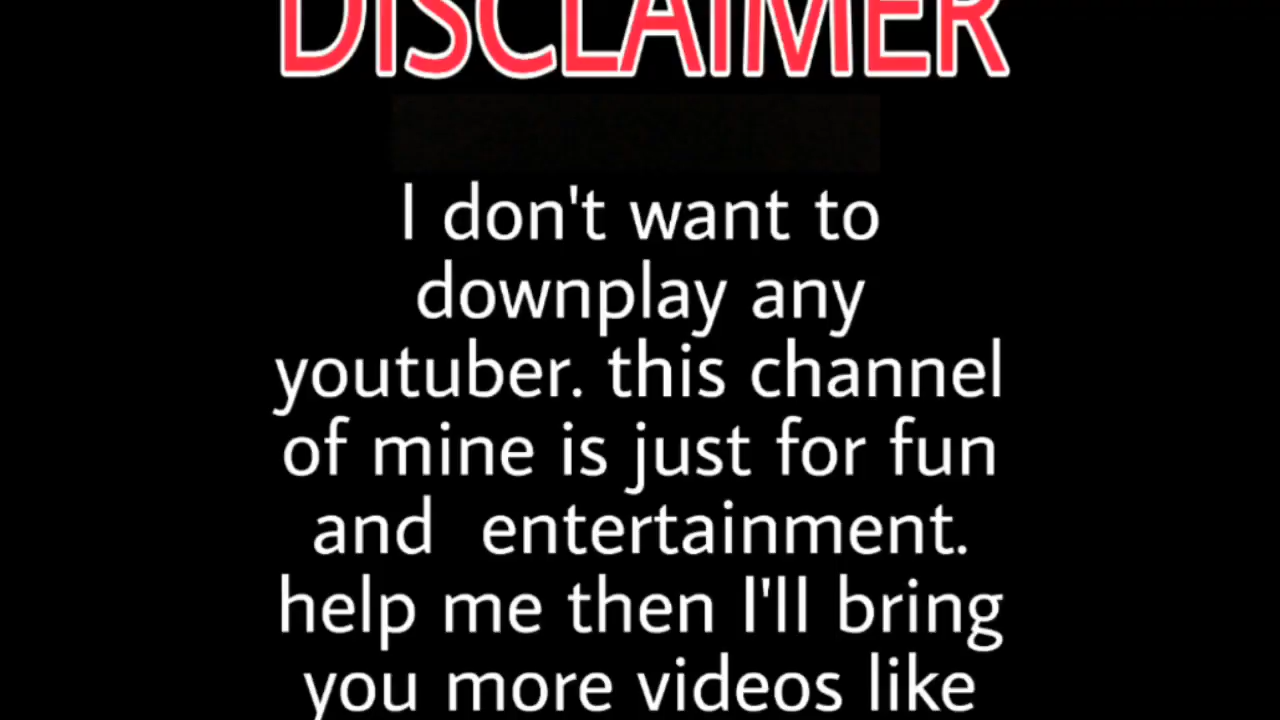 DISCLAIMER
I don't want to
downplay any
youtuber. this channel
of mine is just for fun
and  entertainment.
help me then I'll bring
you more videos like